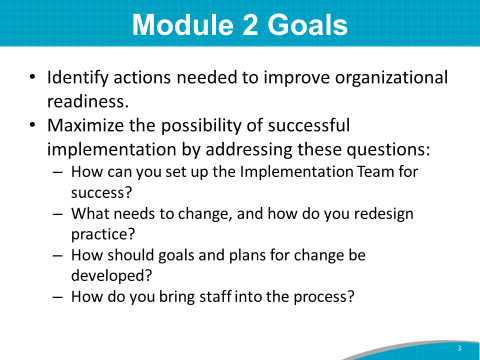 Module 2 Goals
• Identify actions needed to improve organizational
readiness.
• Maximize the possibility of successful
implementation by addressing these questions:
– How can you set up the Implementation Team for
success?
– What needs to change, and how do you redesign
practice?
– How should goals and plans for change be
developed?
– How do you bring staff into the process?
3